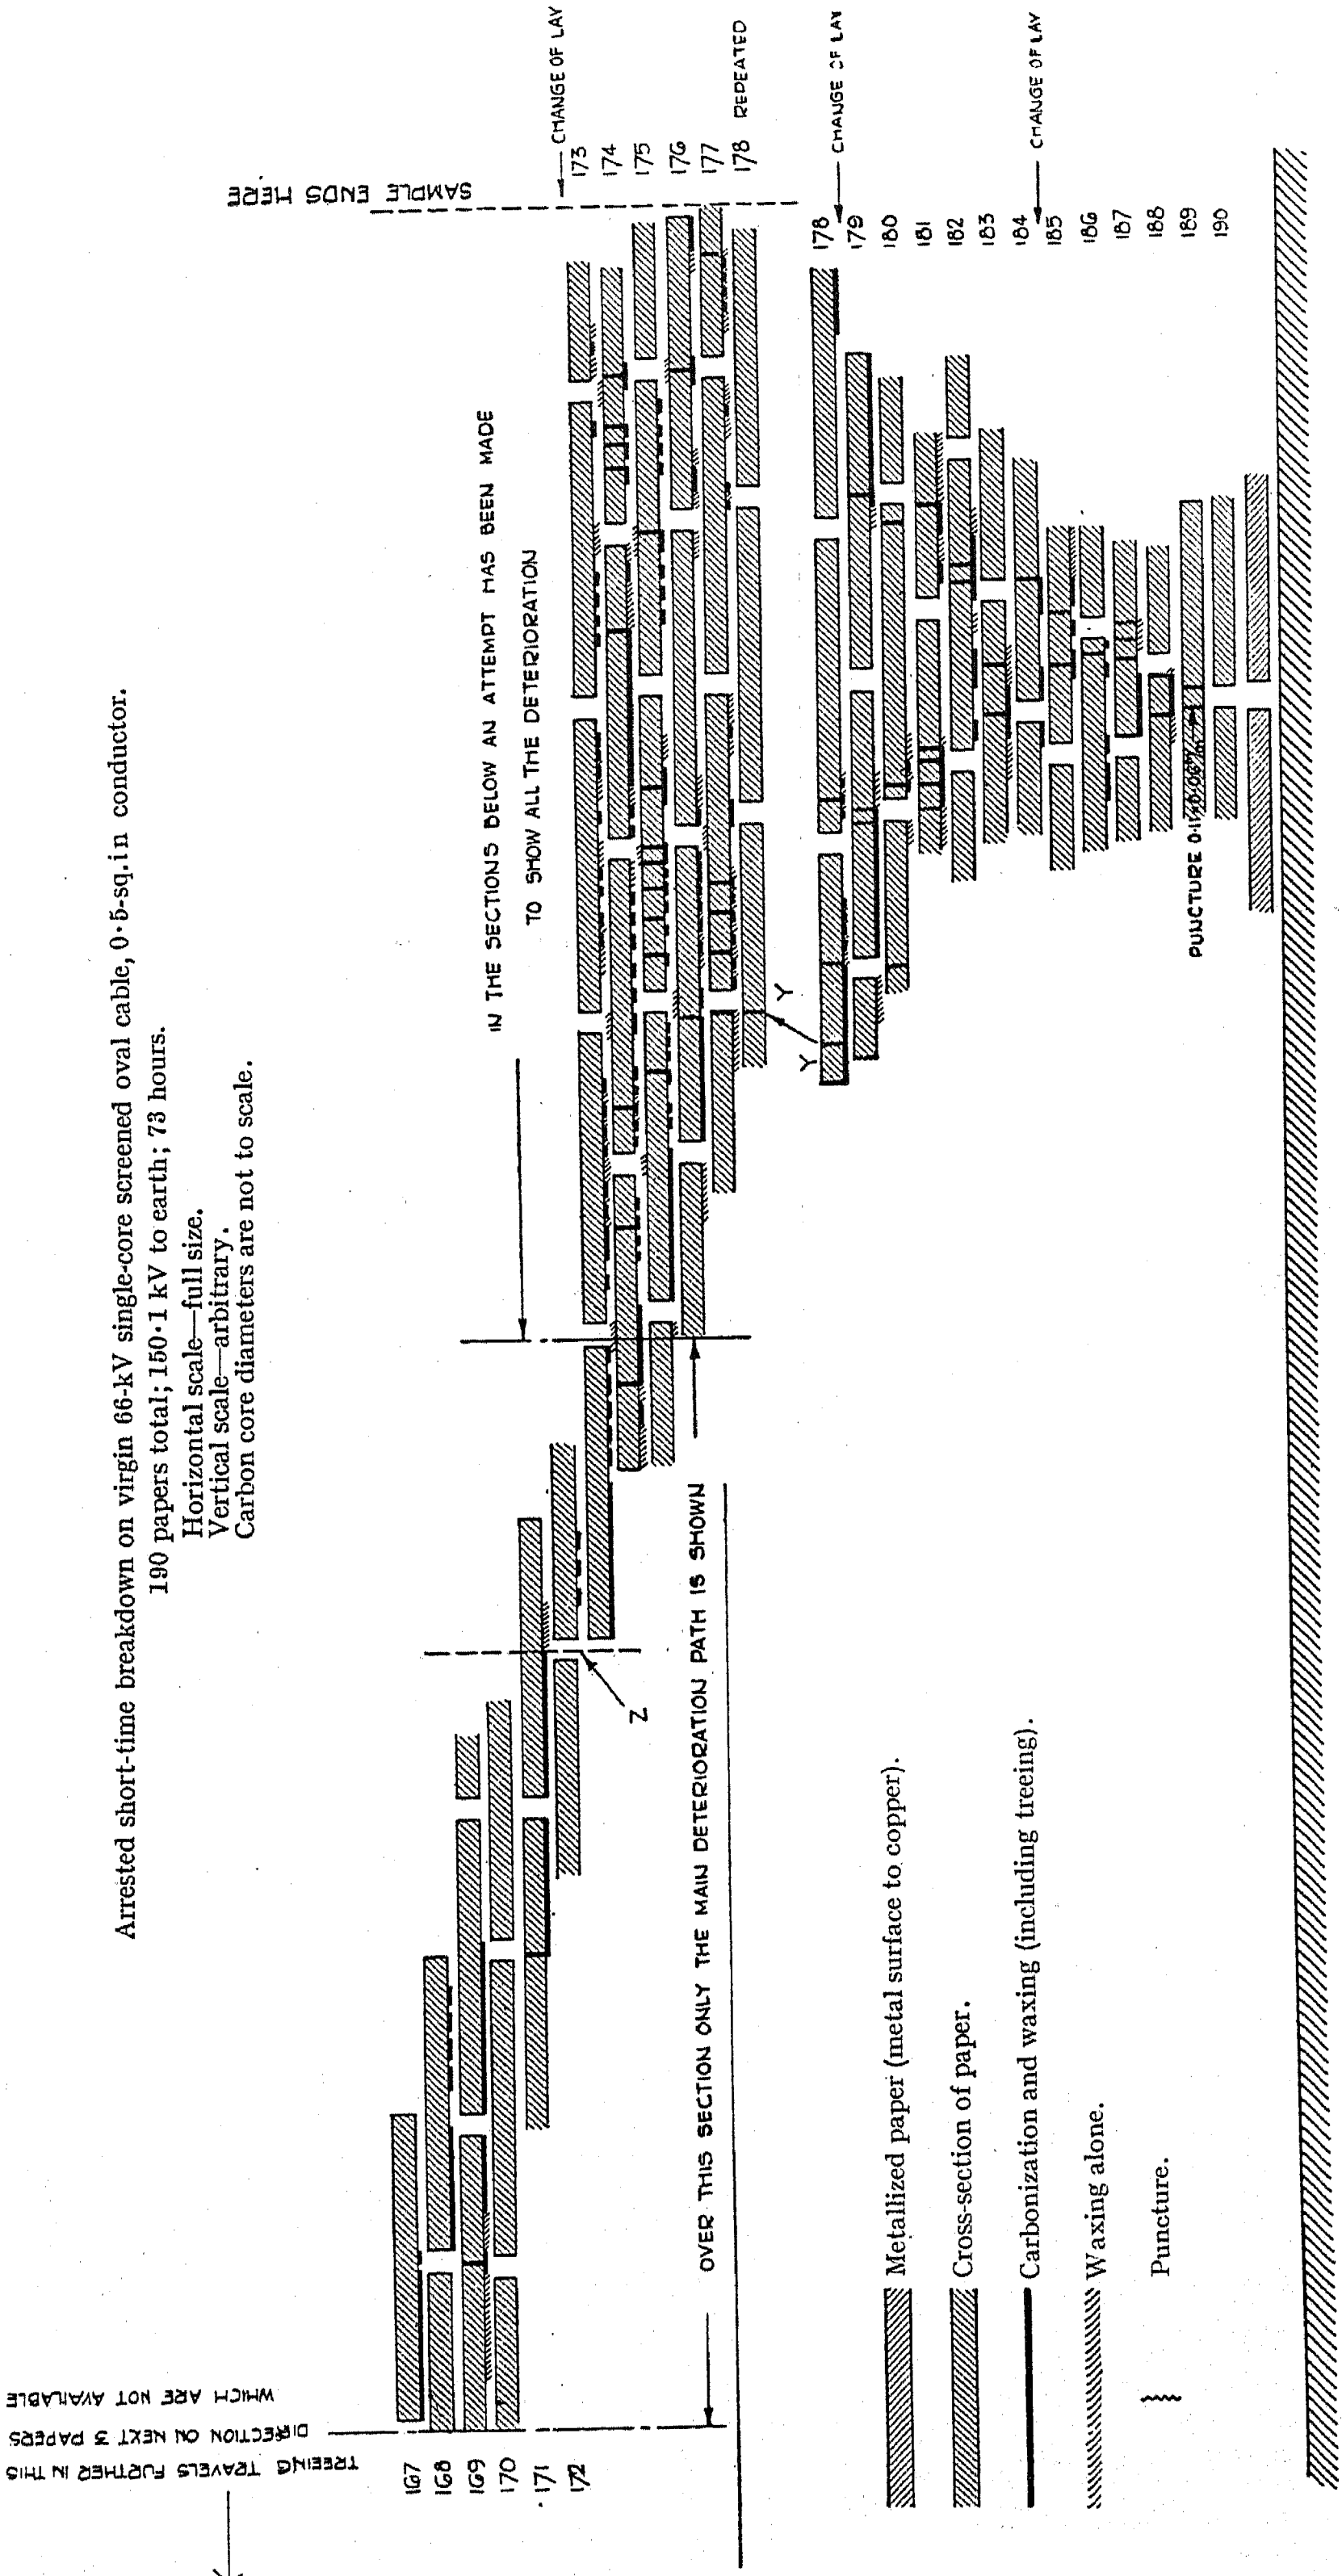 Arrested short-time breakdown on virgin 66-kV single-core screened oval cable, 0·5-sq.in conductor.
190 papers total; 150·1 kV to earth; 73 hours.
Horizontal scale—full size.
Vertical scale—arbitrary.
Carbon core diameters are not to scale.
TREEING TRAVELS FURTHER IN THIS
DIRECTION ON NEXT 3 PAPERS
WHICH ARE NOT AVAILABLE
167
168
169
170
171
172
Z
IN THE SECTIONS BELOW AN ATTEMPT HAS BEEN MADE
TO SHOW ALL THE DETERIORATION
SAMPLE ENDS HERE
CHANGE OF LAY
173
174
175
176
177
178 REPEATED
OVER THIS SECTION ONLY THE MAIN DETERIORATION PATH IS SHOWN
Y
Y
178
CHANGE OF LAY
179
180
181
182
183
184
CHANGE OF LAY
185
186
187
188
189
190
PUNCTURE
Metallized paper (metal surface to copper).
Cross-section of paper.
Carbonization and waxing (including treeing).
Waxing alone.
Puncture.